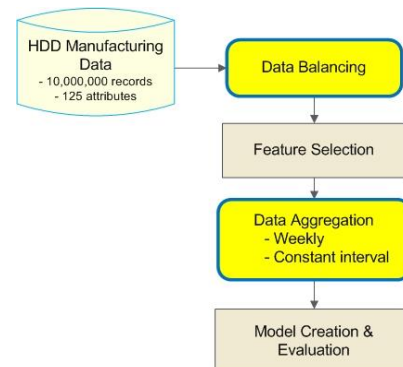 HDD Manufacturing
Data
- 10,000,000 records
- 125 attributes
Data Balancing
Feature Selection
Data Aggregation
- Weekly
- Constant interval
Model Creation &
Evaluation